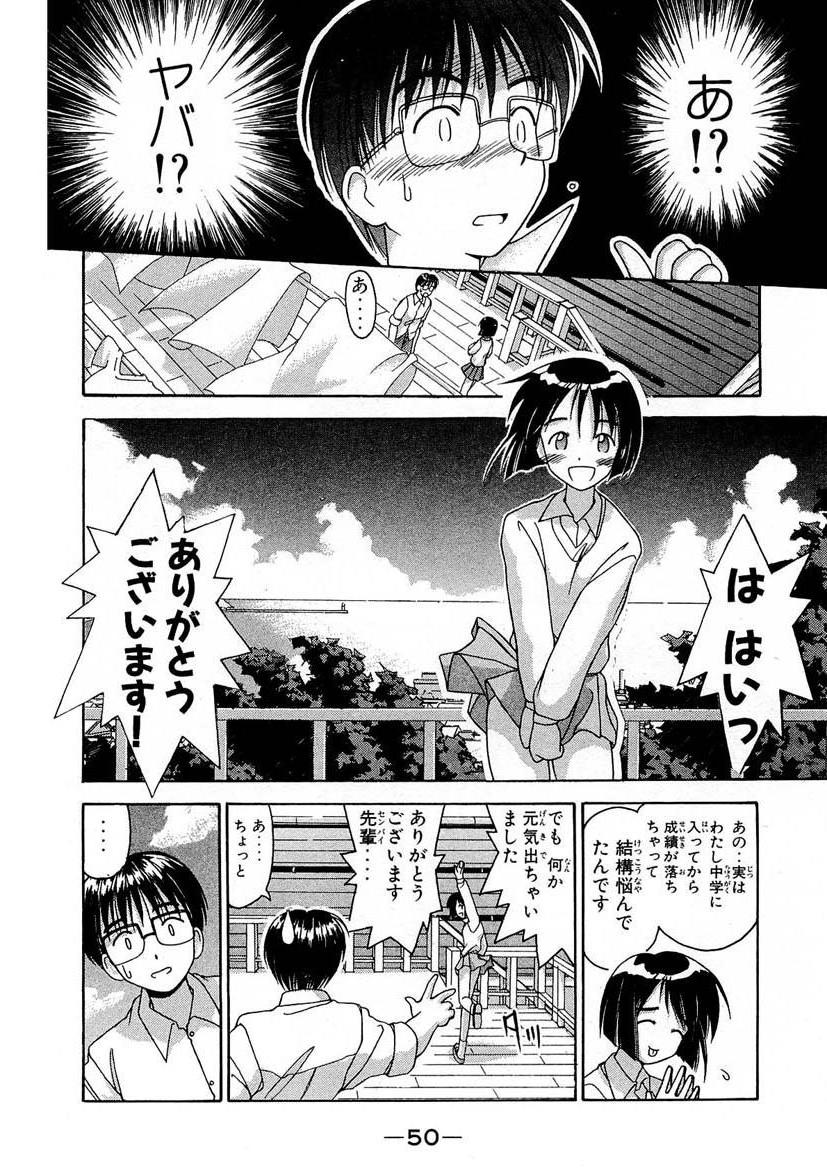 あ!?
ヤバ!?
あ・・・
は はいっ
ありがとう
ございます!
あの‥実は
わたし中学に
入ってから
成績が落ち
ちゃって
結構悩んで
たんです
でも 何か
元気出ちゃい
ました
ありがとう
ございます
先輩‥‥
ダッ
あ‥‥
ちょっと
・・・
—50—